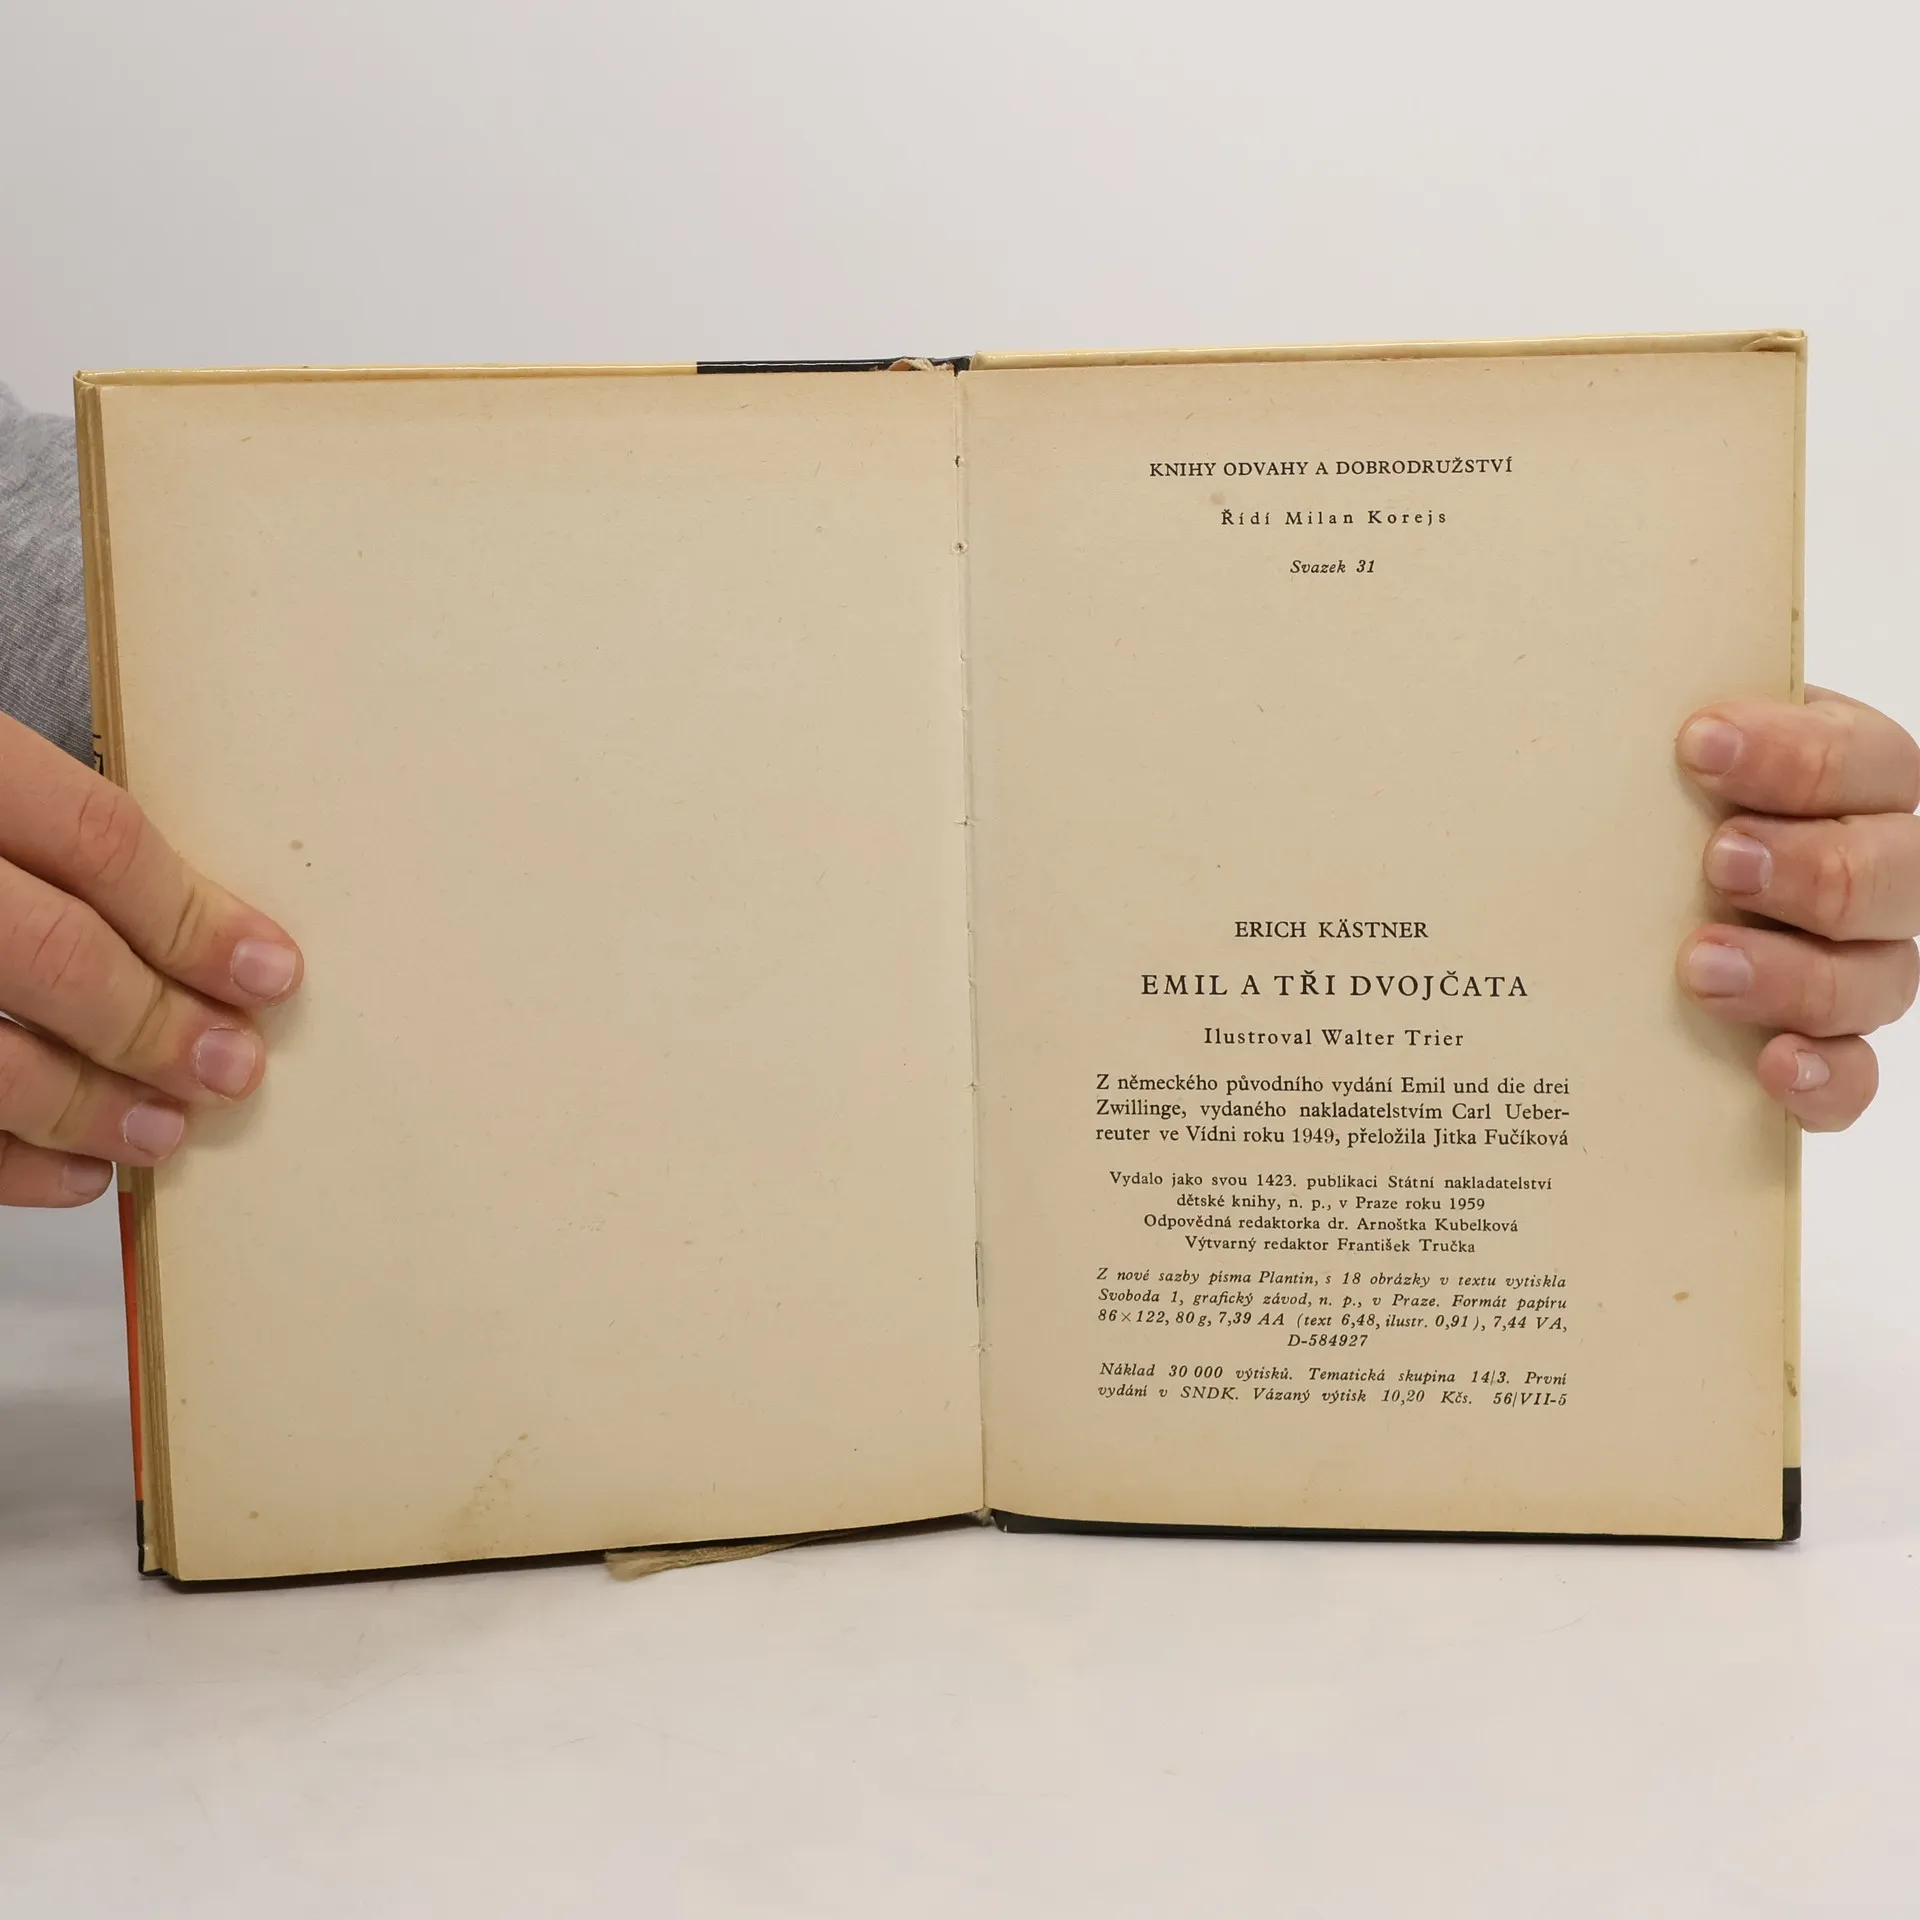 KNIHY ODVAHY A DOBRODRUŽSTVÍ
Řídí Milan Korejs
Svazek 31
ERICH KÄSTNER
EMIL A TŘI DVOJČATA
Ilustroval Walter Trier
Z německého původního vydání Emil und die drei
Zwillinge, vydaného nakladatelstvím Carl Ueber-
reuter ve Vídni roku 1949, přeložila Jitka Fučíková
Vydalo jako svou 1423. publikaci Státní nakladatelství
dětské knihy, n. p., v Praze roku 1959
Odpovědná redaktorka dr. Arnoštka Kubelková
Výtvarný redaktor František Tručka
Z nové sazby písma Plantin, s 18 obrázky v textu vytiskla
Svoboda 1, grafický závod, n. p., v Praze. Formát papíru
86×122, 80 g, 7,39 AA (text 6,48, ilustr. 0,91), 7,44 VA,
D-584927
Náklad 30 000 výtisků. Tematická skupina 14/3. První
vydání v SNDK. Vázaný výtisk 10,20 Kčs. 56/VII-5